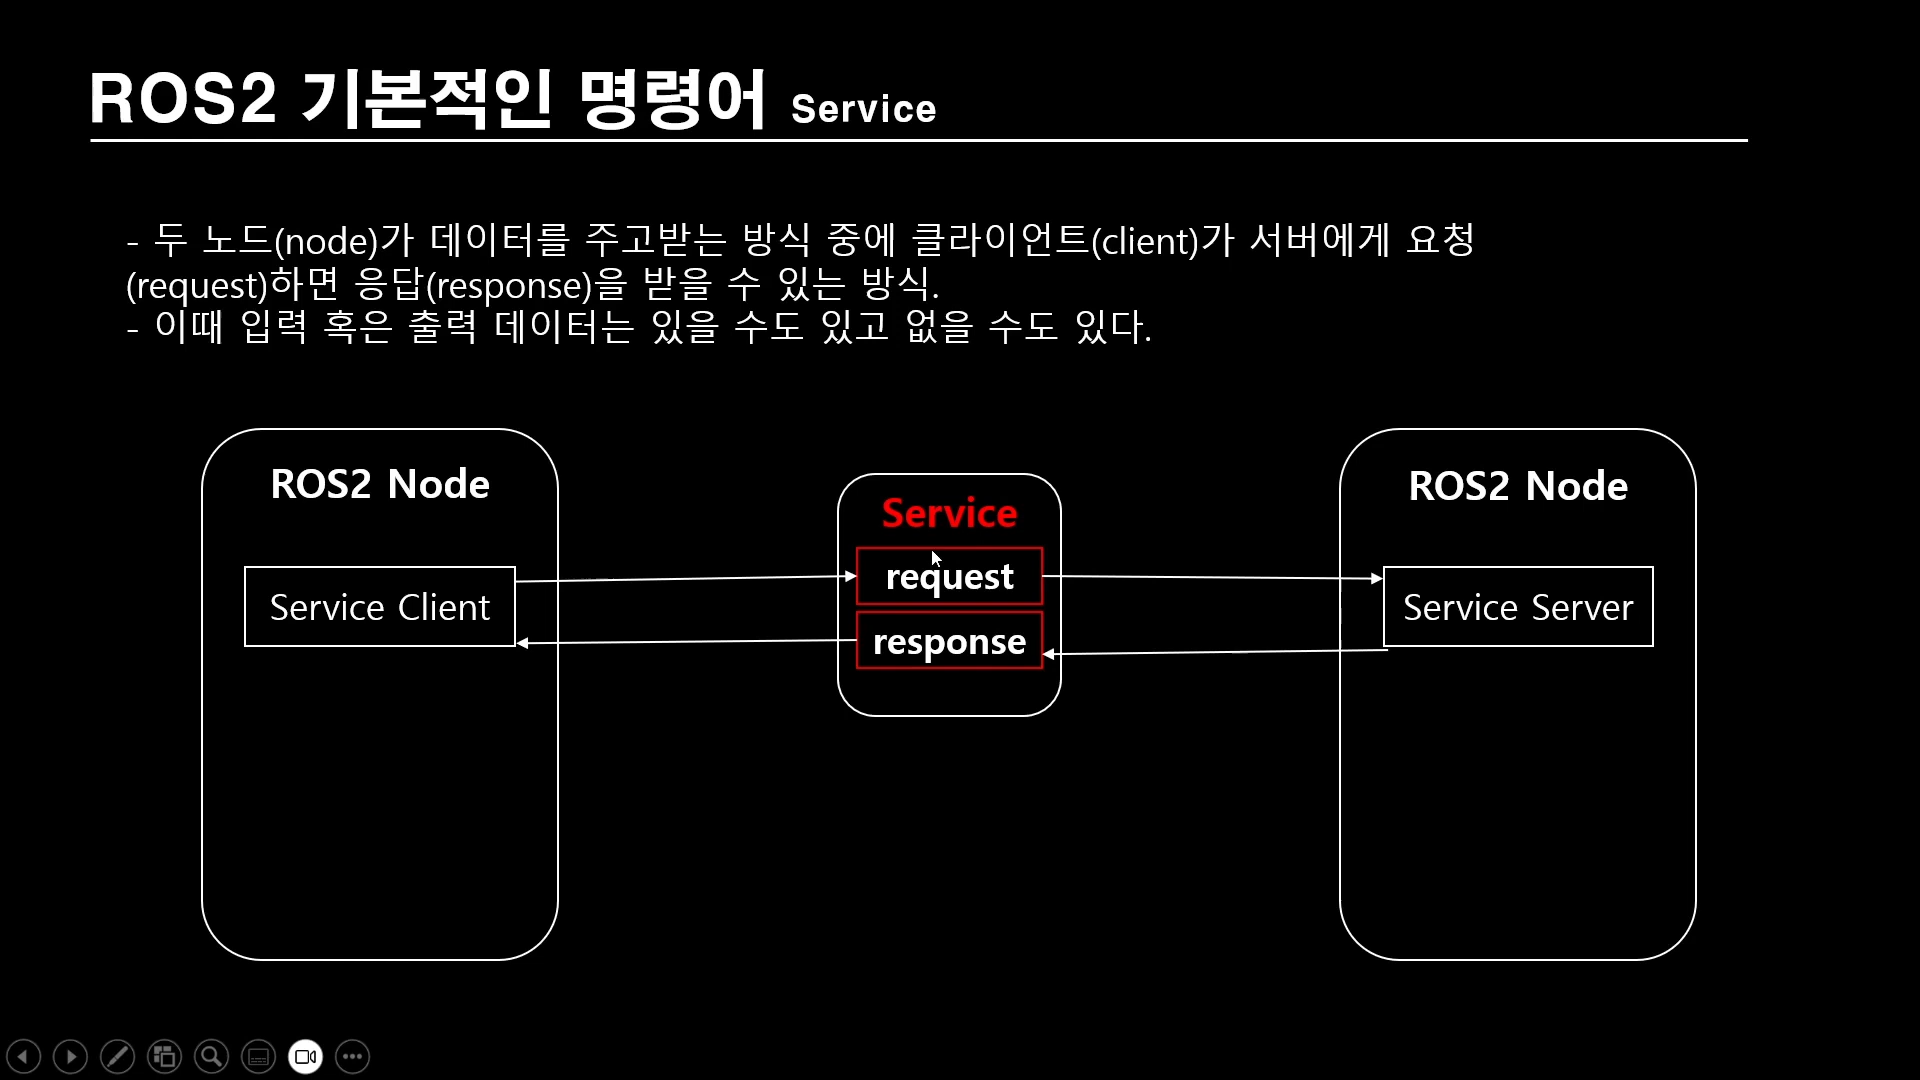 ROS2 기본적인 명령어 Service
- 두 노드(node)가 데이터를 주고받는 방식 중에 클라이언트(client)가 서버에게 요청
(request)하면 응답(response)을 받을 수 있는 방식.
- 이때 입력 혹은 출력 데이터는 있을 수도 있고 없을 수도 있다.
ROS2 Node
Service Client
Service
request
response
ROS2 Node
Service Server